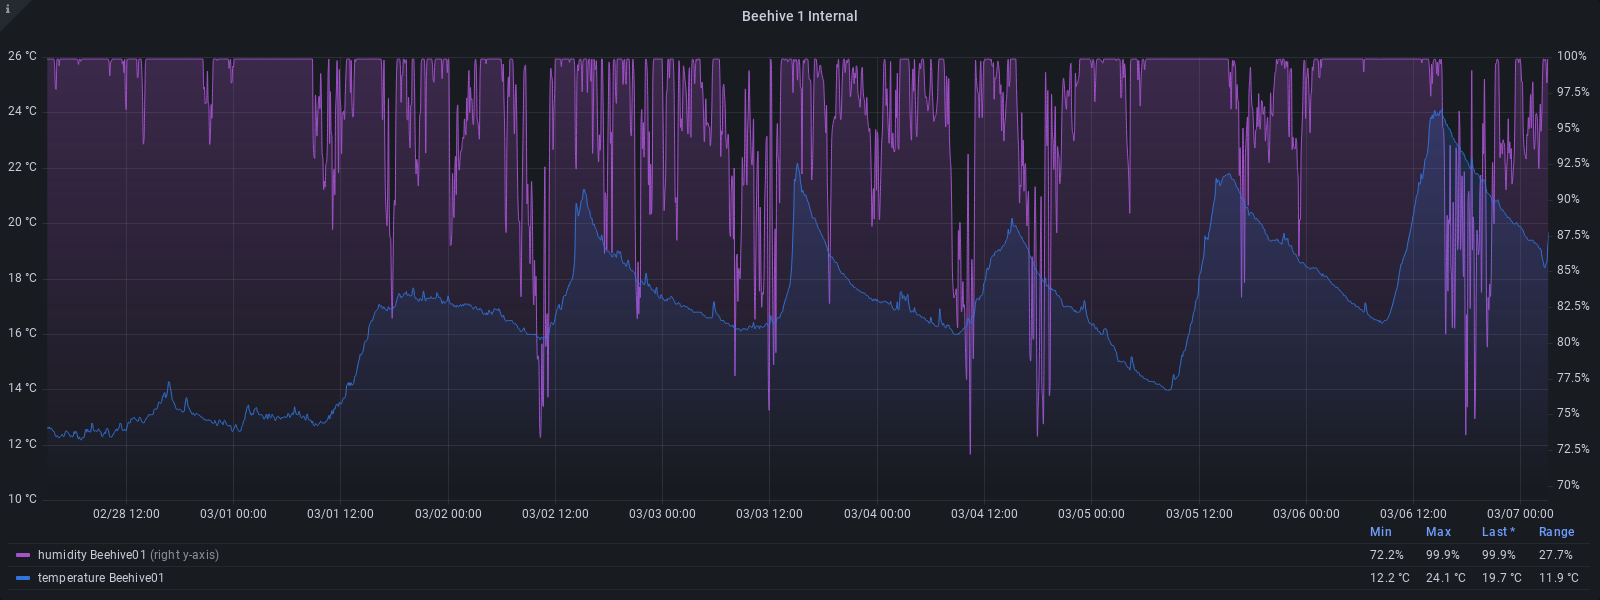 i
Beehive 1 Internal
26 °C 100%
97.5%
24 °C
95%
22 °C 92.5%
90%
20 °C
87.5%
18 °C 85%
82.5%
16 °C
80%
14 °C 77.5%
75%
12 °C
72.5%
10 °C 70%
02/28 12:00 03/01 00:00 03/01 12:00 03/02 00:00 03/02 12:00 03/03 00:00 03/03 12:00 03/04 00:00 03/04 12:00 03/05 00:00 03/05 12:00 03/06 00:00 03/06 12:00 03/07 00:00
Min Max Last * Range
humidity Beehive01 (right y-axis) 72.2% 99.9% 99.9% 27.7%
temperature Beehive01 12.2 °C 24.1 °C 19.7 °C 11.9 °C